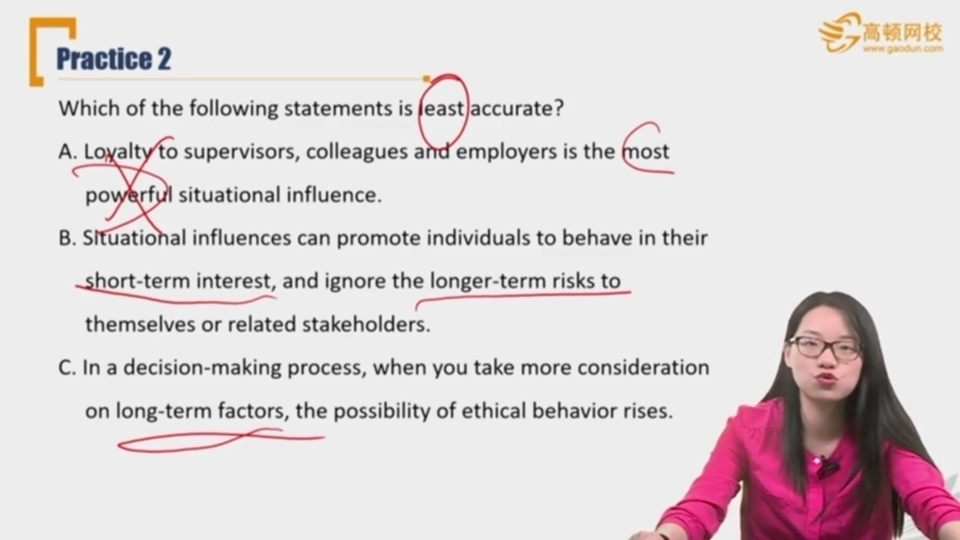 高顿网校
www.gaodun.com
Practice 2
Which of the following statements is least accurate?
A. Loyalty to supervisors, colleagues and employers is the most
powerful situational influence.
B. Situational influences can promote individuals to behave in their
short-term interest, and ignore the longer-term risks to
themselves or related stakeholders.
C. In a decision-making process, when you take more consideration
on long-term factors, the possibility of ethical behavior rises.